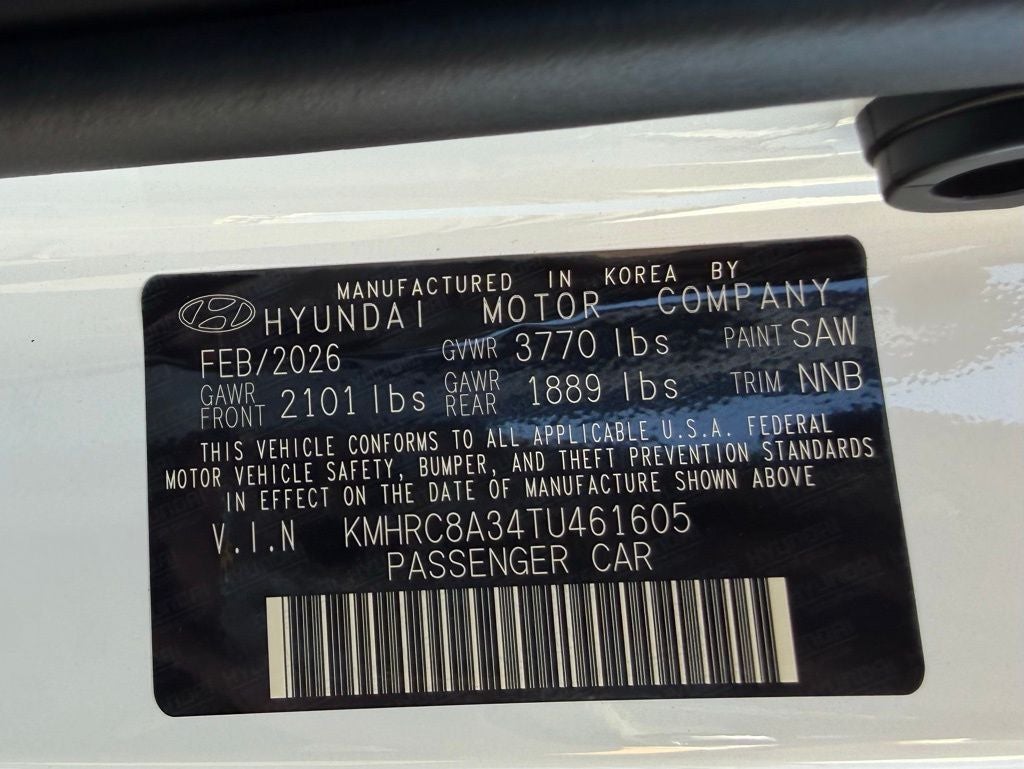 MANUFACTURED IN KOREA BY
HYUNDAI MOTOR COMPANY
FEB/2026 GVWR 3770 lbs PAINT SAW
GAWR FRONT 2101 lbs GAWR REAR 1889 lbs TRIM NNB
THIS VEHICLE CONFORMS TO ALL APPLICABLE U.S.A. FEDERAL
MOTOR VEHICLE SAFETY, BUMPER, AND THEFT PREVENTION STANDARDS
IN EFFECT ON THE DATE OF MANUFACTURE SHOWN ABOVE
V.I.N KMHRC8A34TU461605
PASSENGER CAR